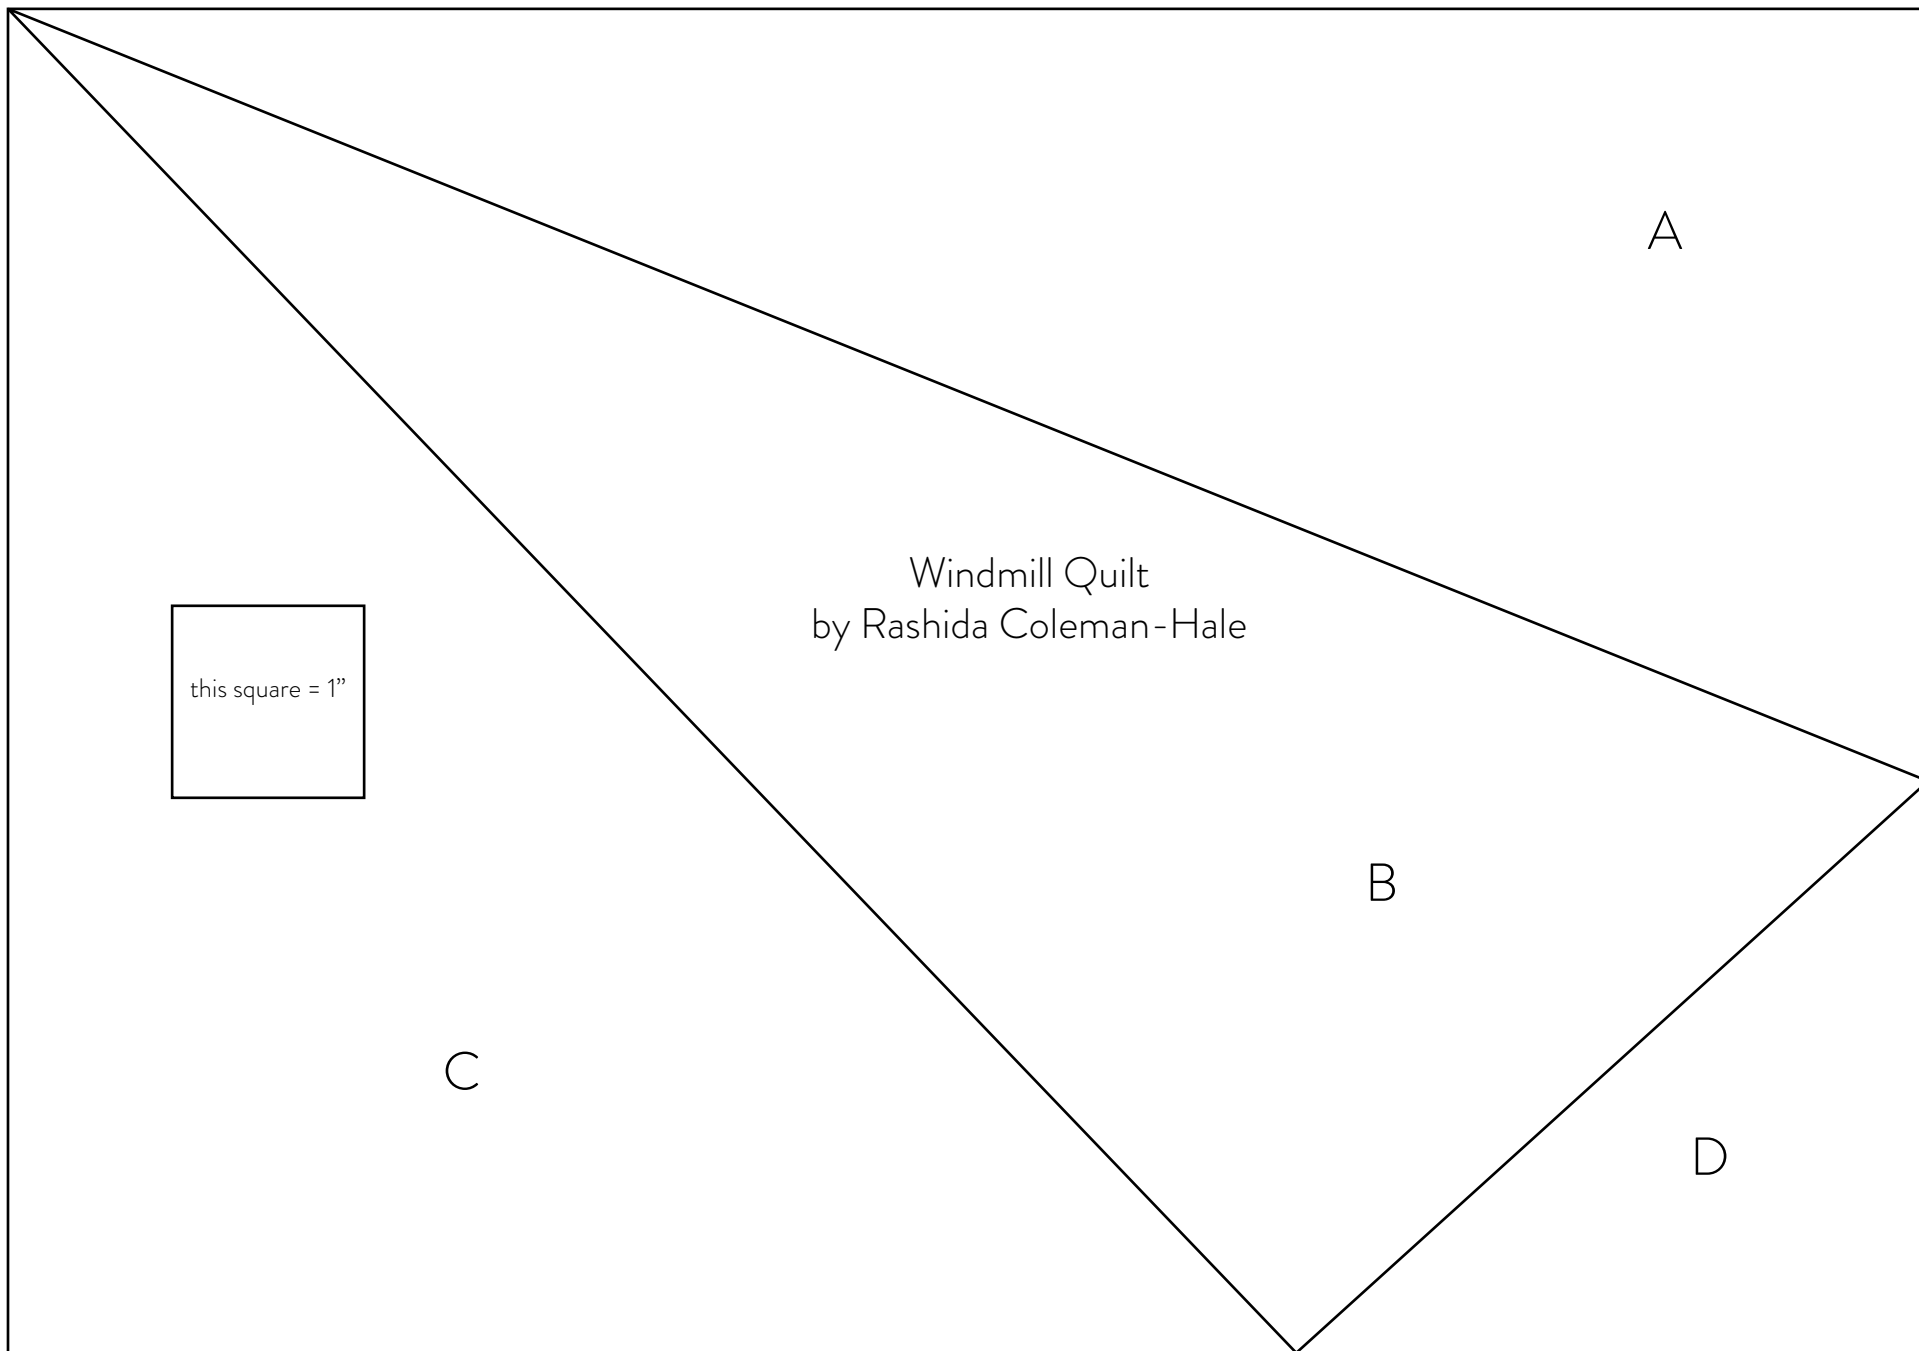 A
Windmill Quilt
by Rashida Coleman-Hale
this square = 1”
B
C
D